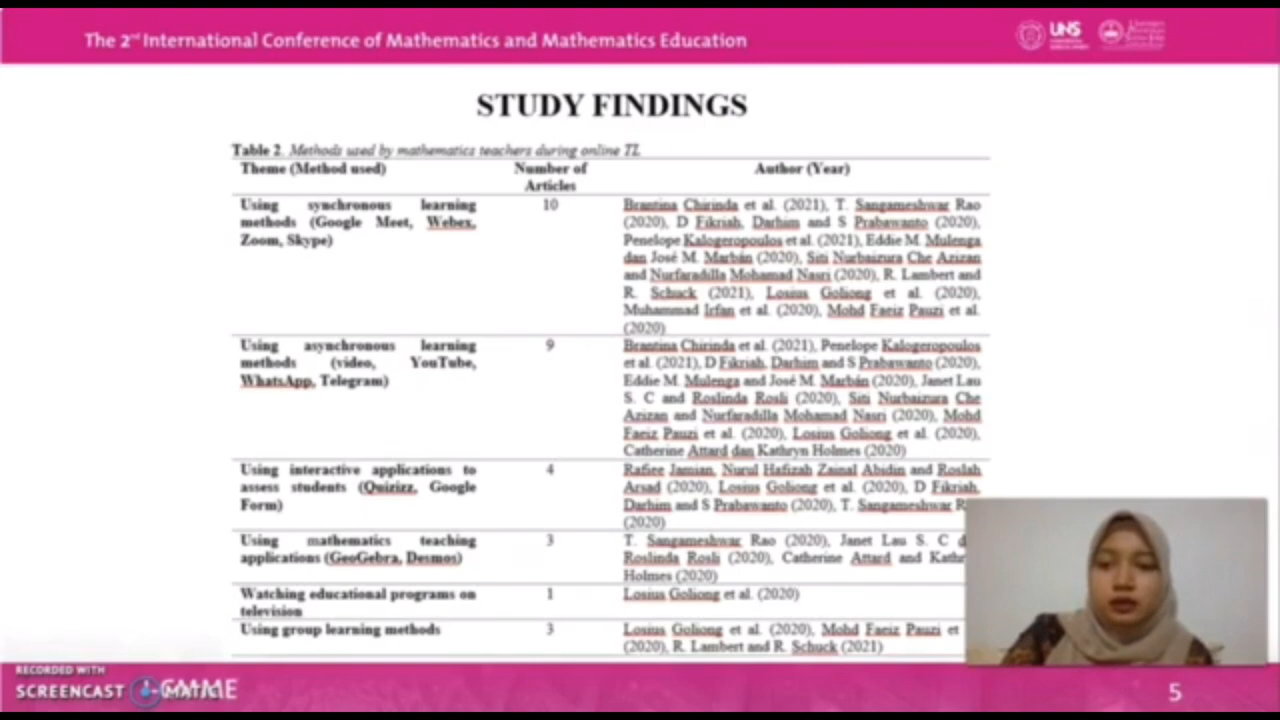 The 2nd International Conference of Mathematics and Mathematics Education
UNS
STUDY FINDINGS
Table 2. Methods used by mathematics teachers during online TL
Theme (Method used) Number of Articles Author (Year)
Using synchronous learning 10 Brantina Chirinda et al. (2021), T. Sangameshwar Rao
methods (Google Meet, Webex, (2020), D Fikriah, Darhim and S Prabawanto (2020),
Zoom, Skype) Penelope Kalogeropoulos et al. (2021), Eddie M. Mulenga
dan José M. Marbán (2020), Siti Nurbaizura Che Azizan
and Nurfaradilla Mohamad Nasri (2020), R. Lambert and
R. Schuck (2021), Losius Goliong et al. (2020),
Muhammad Irfan et al. (2020), Mohd Faeiz Pauzi et al.
(2020)
Using asynchronous learning 9 Brantina Chirinda et al. (2021), Penelope Kalogeropoulos
methods (video, YouTube, et al. (2021), D Fikriah, Darhim and S Prabawanto (2020),
WhatsApp, Telegram) Eddie M. Mulenga and José M. Marbán (2020), Janet Lau
S. C and Roslinda Rosli (2020), Siti Nurbaizura Che
Azizan and Nurfaradilla Mohamad Nasri (2020), Mohd
Faeiz Pauzi et al. (2020), Losius Goliong et al. (2020),
Catherine Attard dan Kathryn Holmes (2020)
Using interactive applications to 4 Rafiee Jamian, Nurul Hafizah Zainal Abidin and Roslah
assess students (Quizizz, Google Arsad (2020), Losius Goliong et al. (2020), D Fikriah,
Form) Darhim and S Prabawanto (2020), T. Sangameshwar R
(2020)
Using mathematics teaching 3 T. Sangameshwar Rao (2020), Janet Lau S. C d
applications (GeoGebra, Desmos) Roslinda Rosli (2020), Catherine Attard and Kathr
Holmes (2020)
Watching educational programs on 1 Losius Goliong et al. (2020)
television
Using group learning methods 3 Losius Goliong et al. (2020), Mohd Faeiz Pauzi et
(2020), R. Lambert and R. Schuck (2021)
RECORDED WITH
SCREENCAST
5